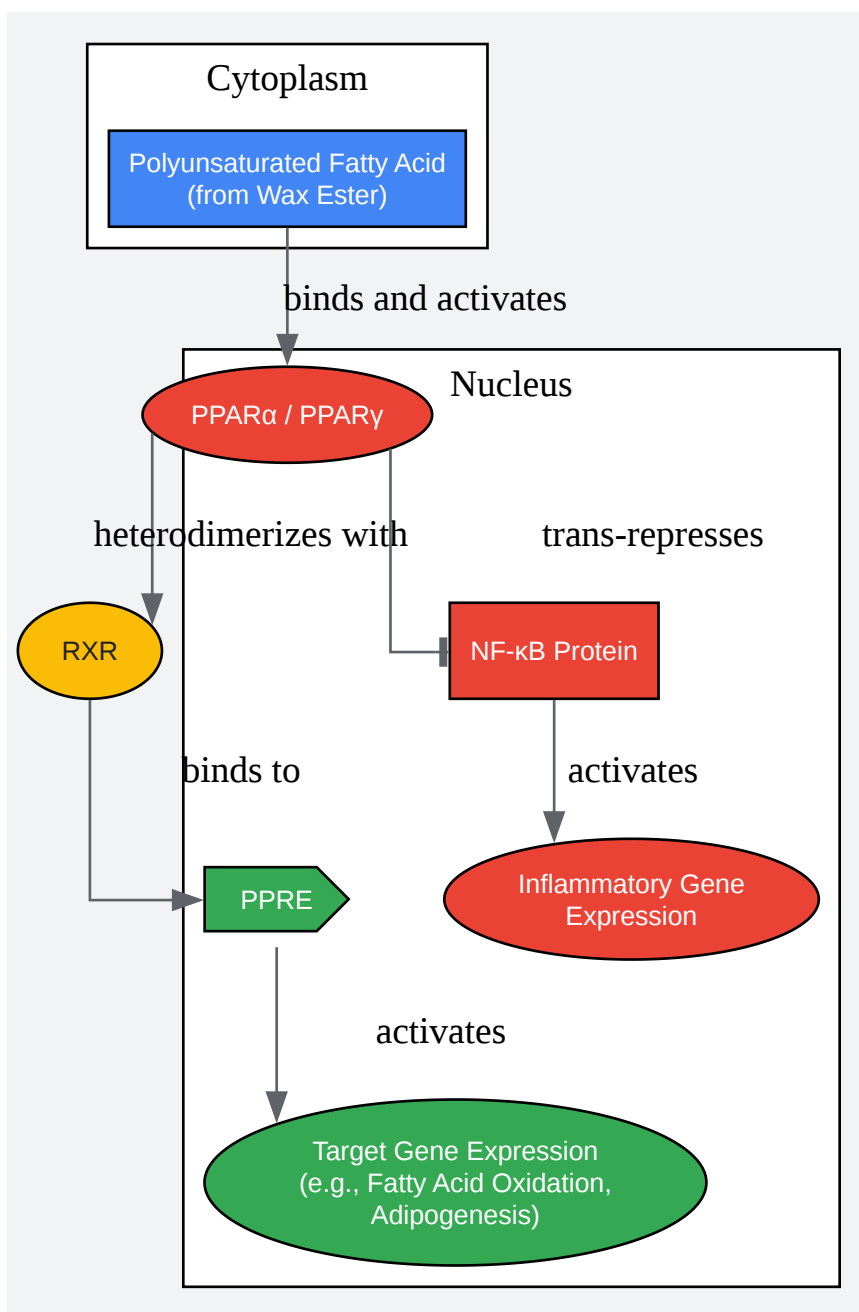 Cytoplasm
Polyunsaturated Fatty Acid
(from Wax Ester)
binds and activates
Nucleus
PPARα / PPARγ
heterodimerizes with
trans-represses
RXR
NF-κB Protein
binds to
activates
PPRE
Inflammatory Gene
Expression
activates
Target Gene Expression
(e.g., Fatty Acid Oxidation,
Adipogenesis)